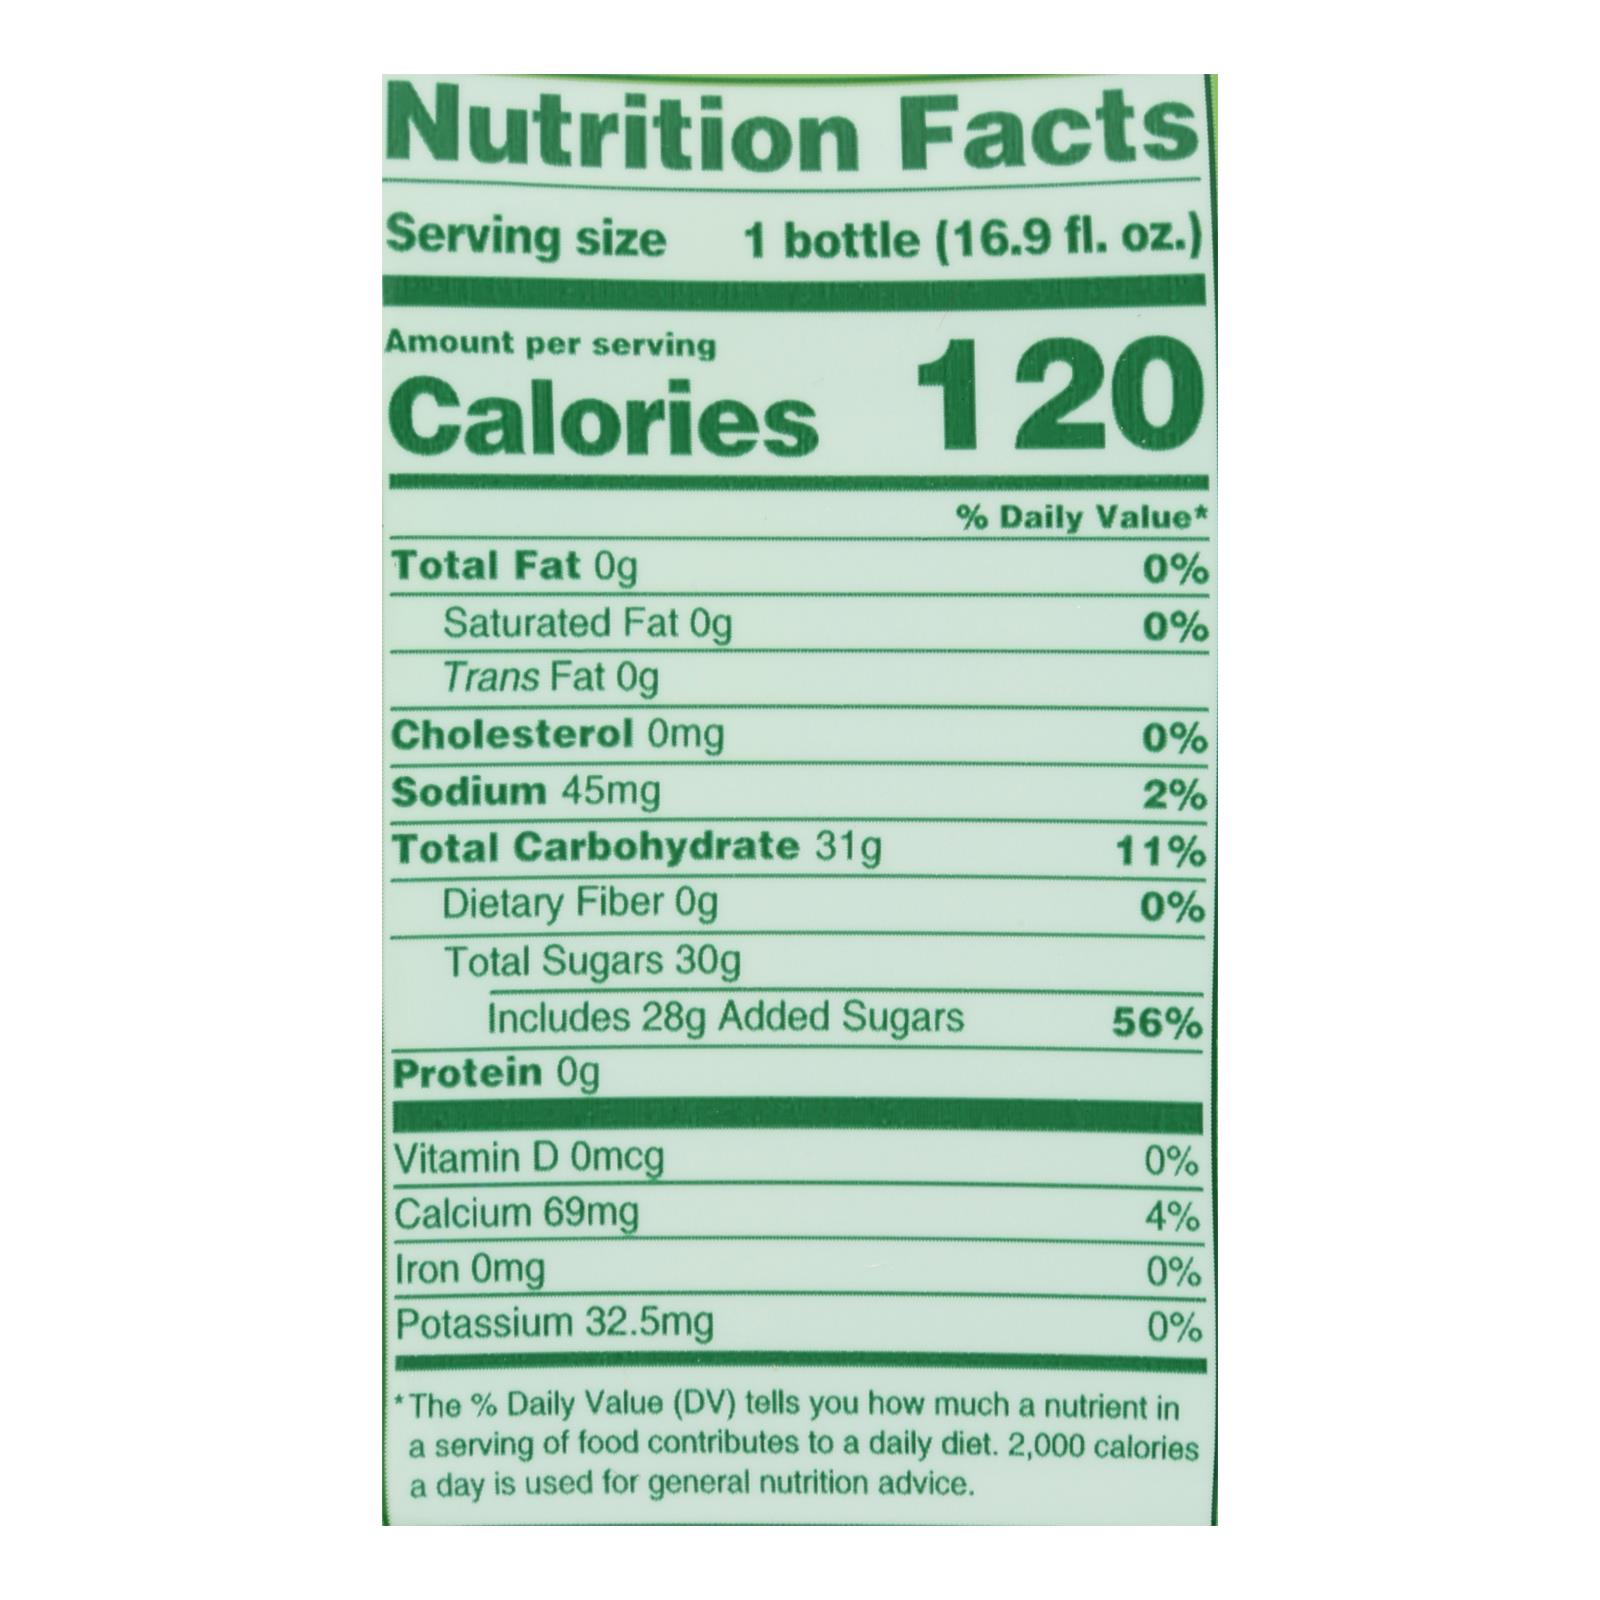 Nutrition Facts
Serving size 1 bottle (16.9 fl. oz.)
Amount per serving
Calories 120
% Daily Value*
Total Fat 0g 0%
Saturated Fat 0g 0%
Trans Fat 0g
Cholesterol 0mg 0%
Sodium 45mg 2%
Total Carbohydrate 31g 11%
Dietary Fiber 0g 0%
Total Sugars 30g
Includes 28g Added Sugars 56%
Protein 0g
Vitamin D 0mcg 0%
Calcium 69mg 4%
Iron 0mg 0%
Potassium 32.5mg 0%
*The % Daily Value (DV) tells you how much a nutrient in
a serving of food contributes to a daily diet. 2,000 calories
a day is used for general nutrition advice.